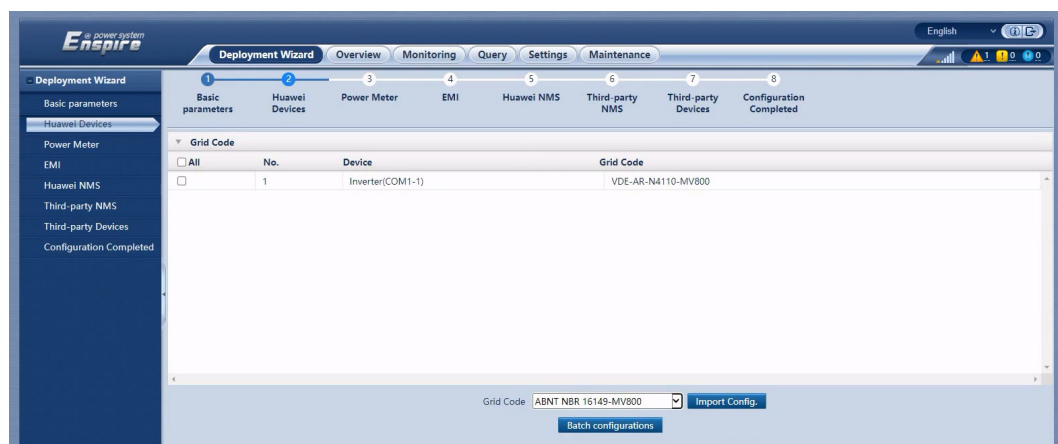 @ power system
Enspire
English
Deployment Wizard Overview Monitoring Query Settings Maintenance
1 0 0
Deployment Wizard
Basic parameters
Huawei Devices
Power Meter
EMI
Huawei NMS
Third-party NMS
Third-party Devices
Configuration Completed
1 2 3 4 5 6 7 8
Basic parameters
Huawei Devices
Power Meter
EMI
Huawei NMS
Third-party NMS
Third-party Devices
Configuration Completed
Grid Code
All No. Device Grid Code
1 Inverter(COM1-1) VDE-AR-N4110-MV800
Grid Code ABNT NBR 16149-MV800 Import Config.
Batch configurations